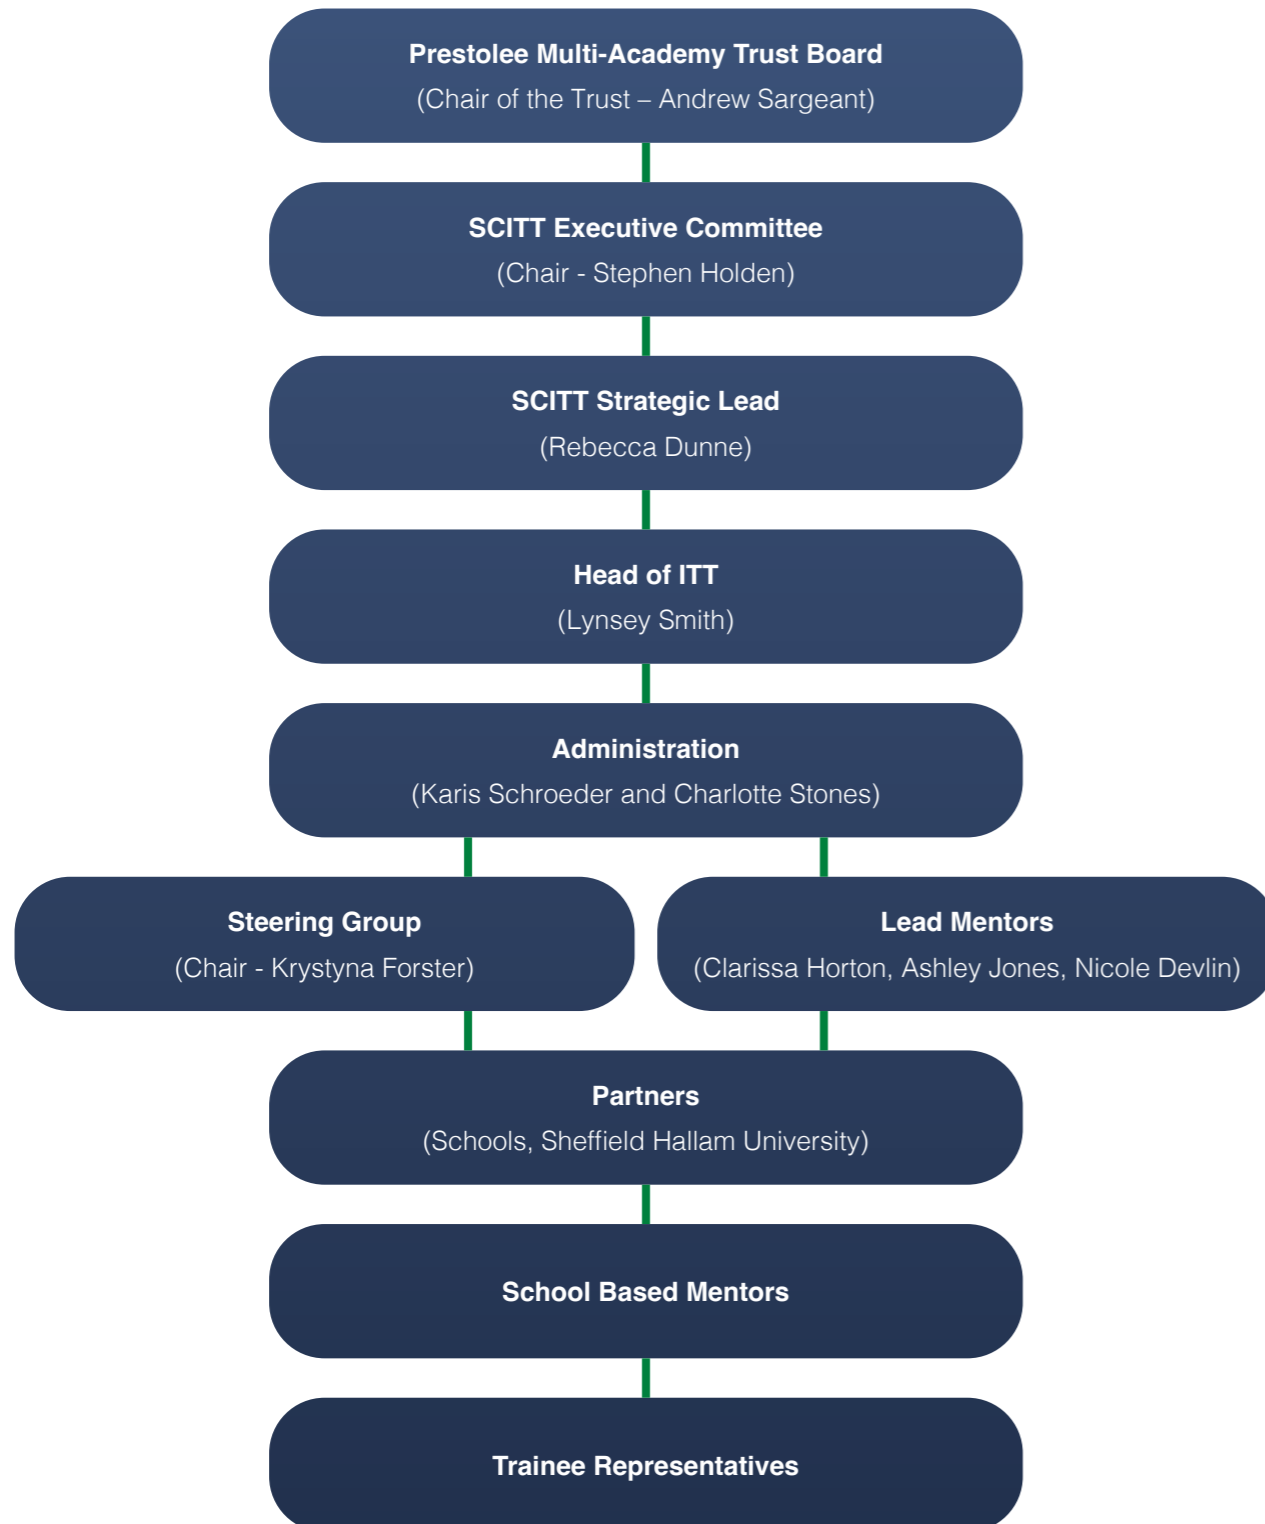 Prestolee Multi-Academy Trust Board
(Chair of the Trust – Andrew Sargeant)
SCITT Executive Committee
(Chair - Stephen Holden)
SCITT Strategic Lead
(Rebecca Dunne)
Head of ITT
(Lynsey Smith)
Administration
(Karis Schroeder and Charlotte Stones)
Steering Group
(Chair - Krystyna Forster)
Lead Mentors
(Clarissa Horton, Ashley Jones, Nicole Devlin)
Partners
(Schools, Sheffield Hallam University)
School Based Mentors
Trainee Representatives